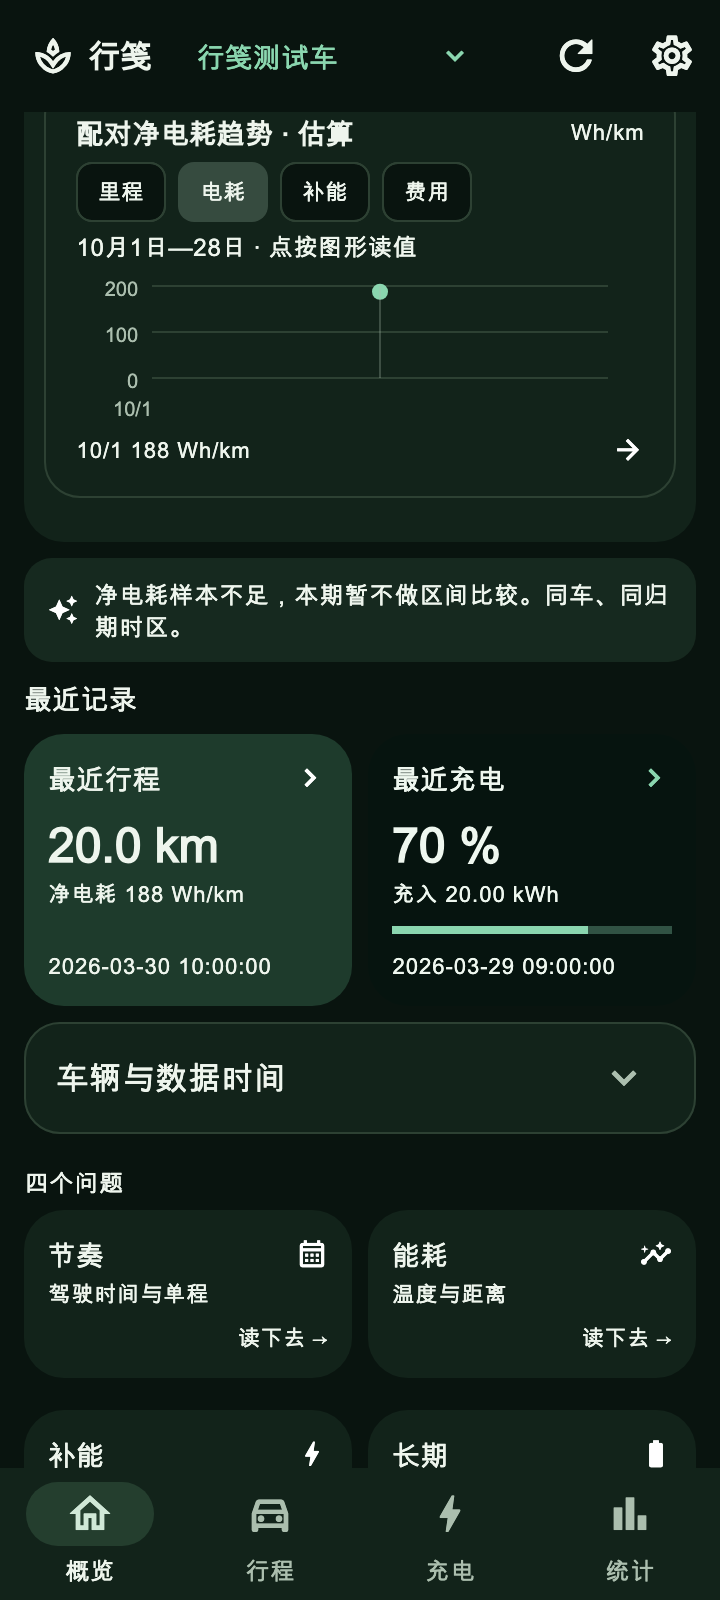 行笺
行笺测试车
配对净电耗趋势 · 估算
Wh/km
里程
电耗
补能
费用
10月1日—28日 · 点按图形读值
200
100
0
10/1
10/1 188 Wh/km
净电耗样本不足，本期暂不做区间比较。同车、同归
期时区。
最近记录
最近行程
20.0 km
净电耗 188 Wh/km
2026-03-30 10:00:00
最近充电
70 %
充入 20.00 kWh
2026-03-29 09:00:00
车辆与数据时间
四个问题
节奏
驾驶时间与单程
读下去 →
能耗
温度与距离
读下去 →
补能
长期
概览
行程
充电
统计